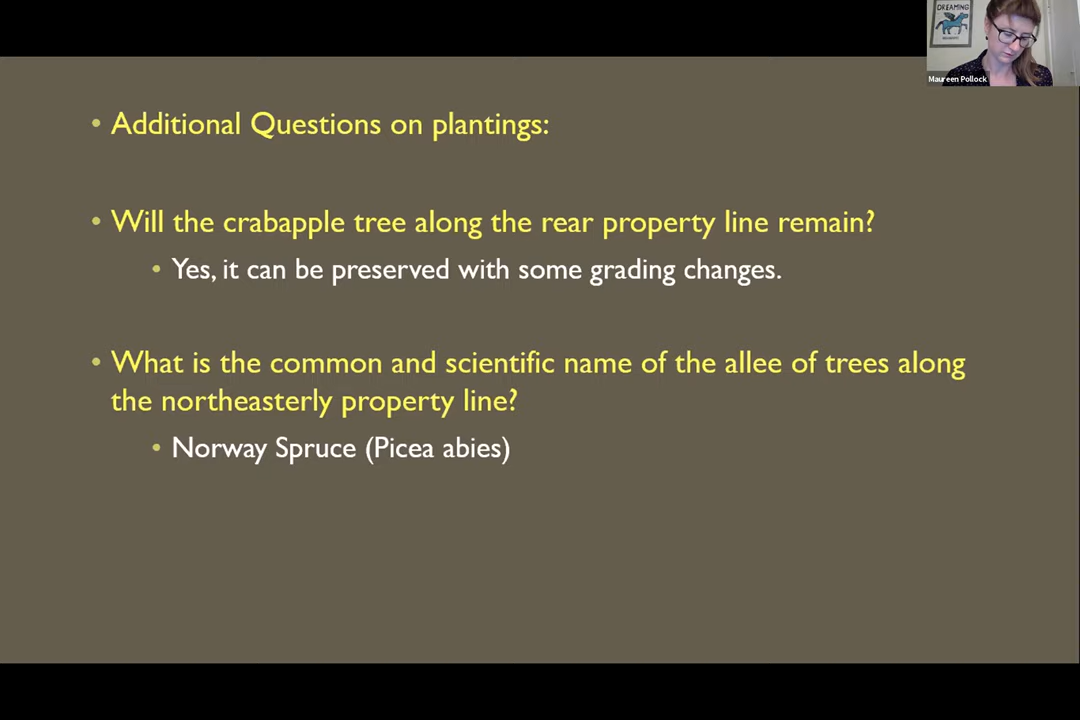 DREAMING
Maureen Pollock
• Additional Questions on plantings:
• Will the crabapple tree along the rear property line remain?
• Yes, it can be preserved with some grading changes.
• What is the common and scientific name of the allee of trees along
the northeasterly property line?
• Norway Spruce (Picea abies)